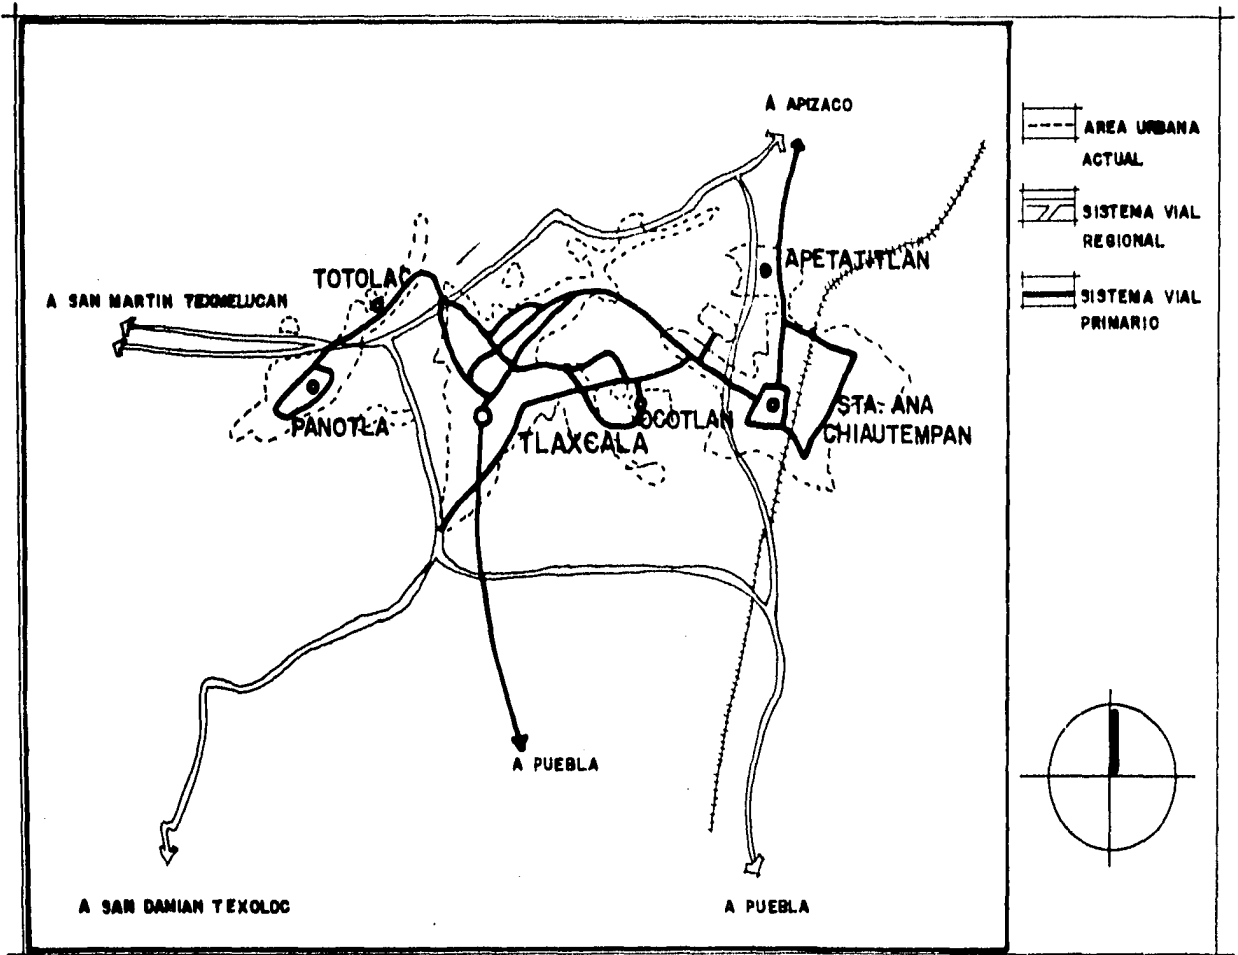 A APIZACO
AREA URBANA
ACTUAL
SISTEMA VIAL
REGIONAL
APETATITLAN
TOTOLAC
A SAN MARTIN TEXMELUCAN
SISTEMA VIAL
PRIMARIO
PANOTLA
OCOTLAN
STA. ANA
CHIAUTEMPAN
TLAXCALA
A PUEBLA
A SAN DAMIAN TEXOLOC
A PUEBLA